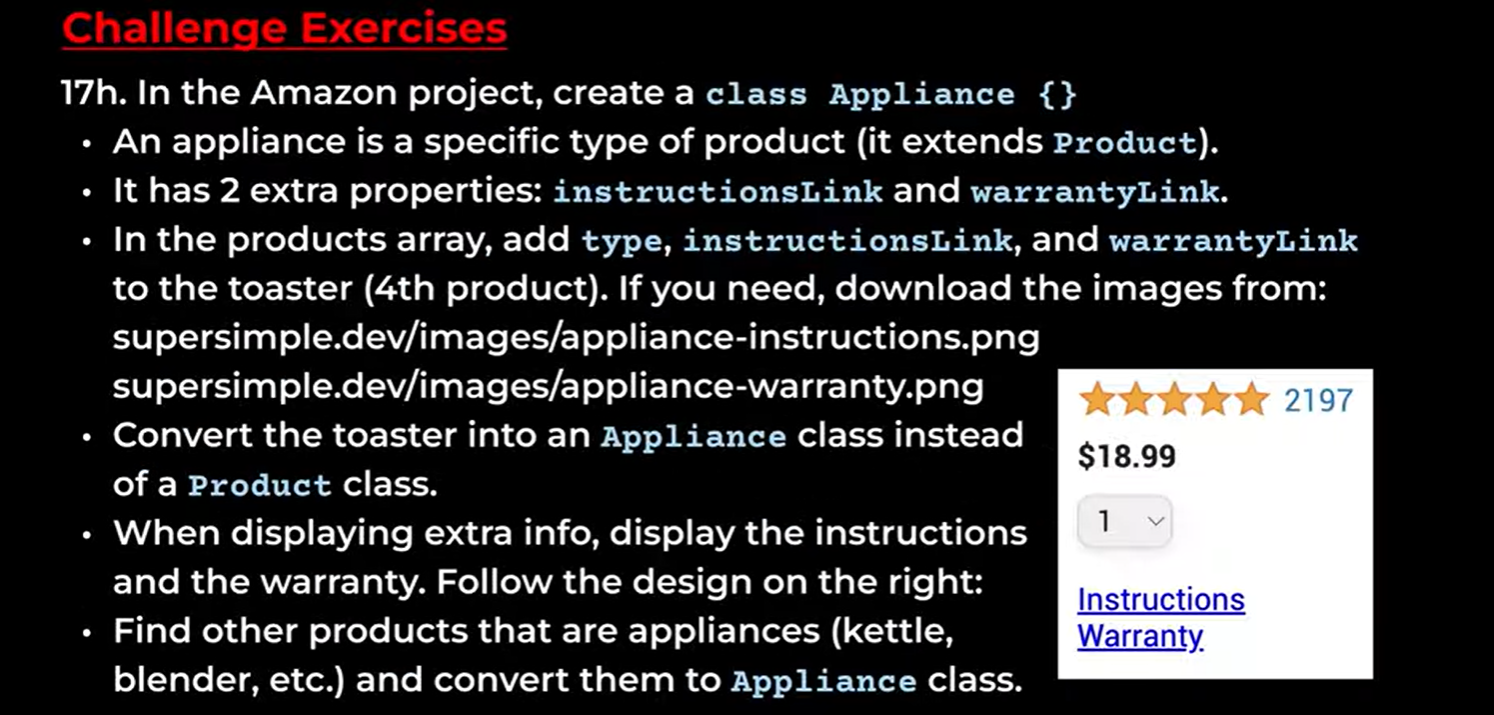 Challenge Exercises
17h. In the Amazon project, create a class Appliance {}
• An appliance is a specific type of product (it extends Product).
• It has 2 extra properties: instructionsLink and warrantyLink.
• In the products array, add type, instructionsLink, and warrantyLink
to the toaster (4th product). If you need, download the images from:
supersimple.dev/images/appliance-instructions.png
supersimple.dev/images/appliance-warranty.png
• Convert the toaster into an Appliance class instead
of a Product class.
• When displaying extra info, display the instructions
and the warranty. Follow the design on the right:
• Find other products that are appliances (kettle,
blender, etc.) and convert them to Appliance class.
2197
$18.99
1
Instructions
Warranty